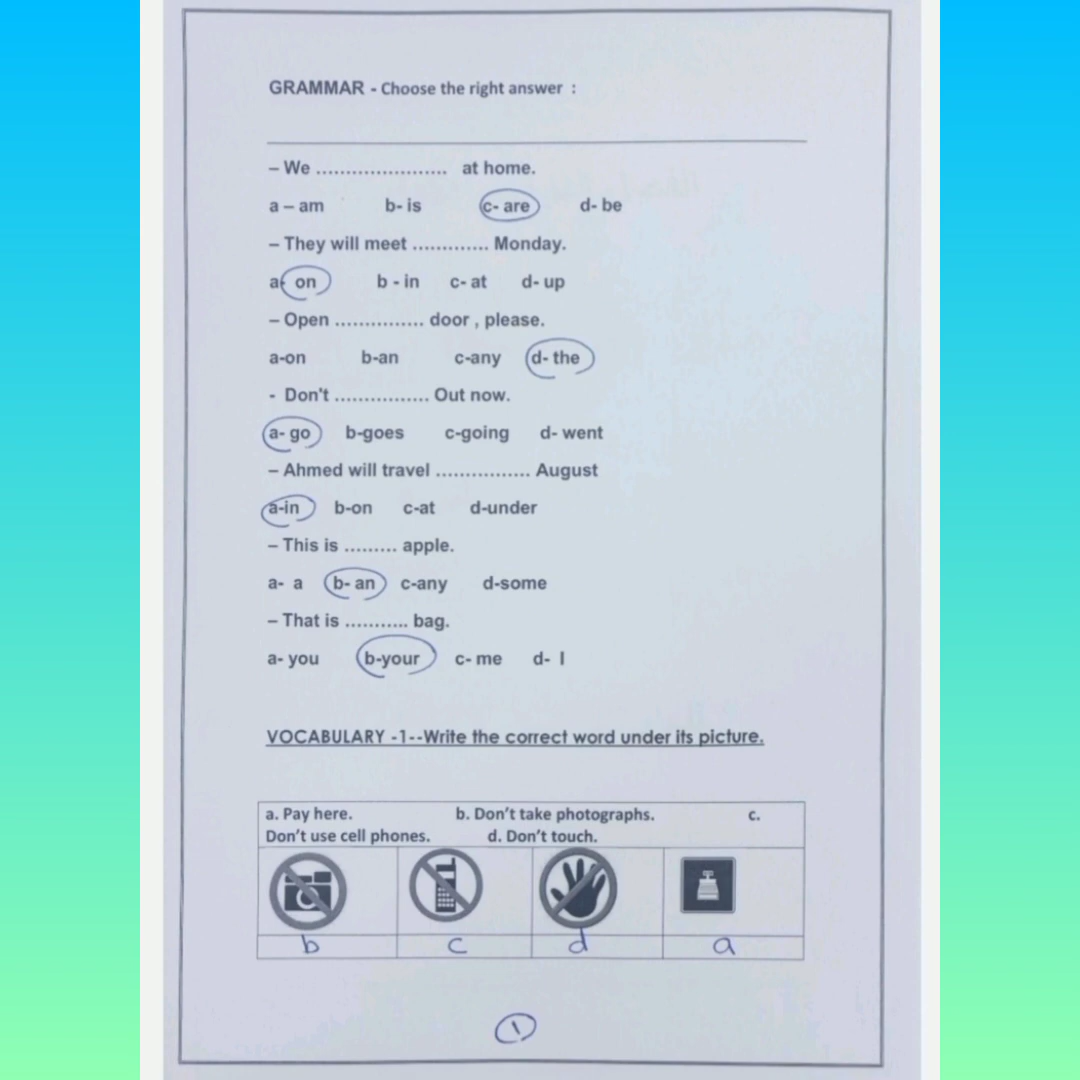 GRAMMAR - Choose the right answer :
– We ...................... at home.
a – am b- is c- are d- be
– They will meet ............. Monday.
a- on b - in c- at d- up
– Open ............... door , please.
a-on b-an c-any d- the
- Don't ................ Out now.
a- go b-goes c-going d- went
– Ahmed will travel ................ August
a-in b-on c-at d-under
– This is ......... apple.
a- a b- an c-any d-some
– That is ........... bag.
a- you b-your c- me d- I
VOCABULARY -1--Write the correct word under its picture.
a. Pay here. b. Don't take photographs. c.
Don't use cell phones. d. Don't touch.
b c d a
١